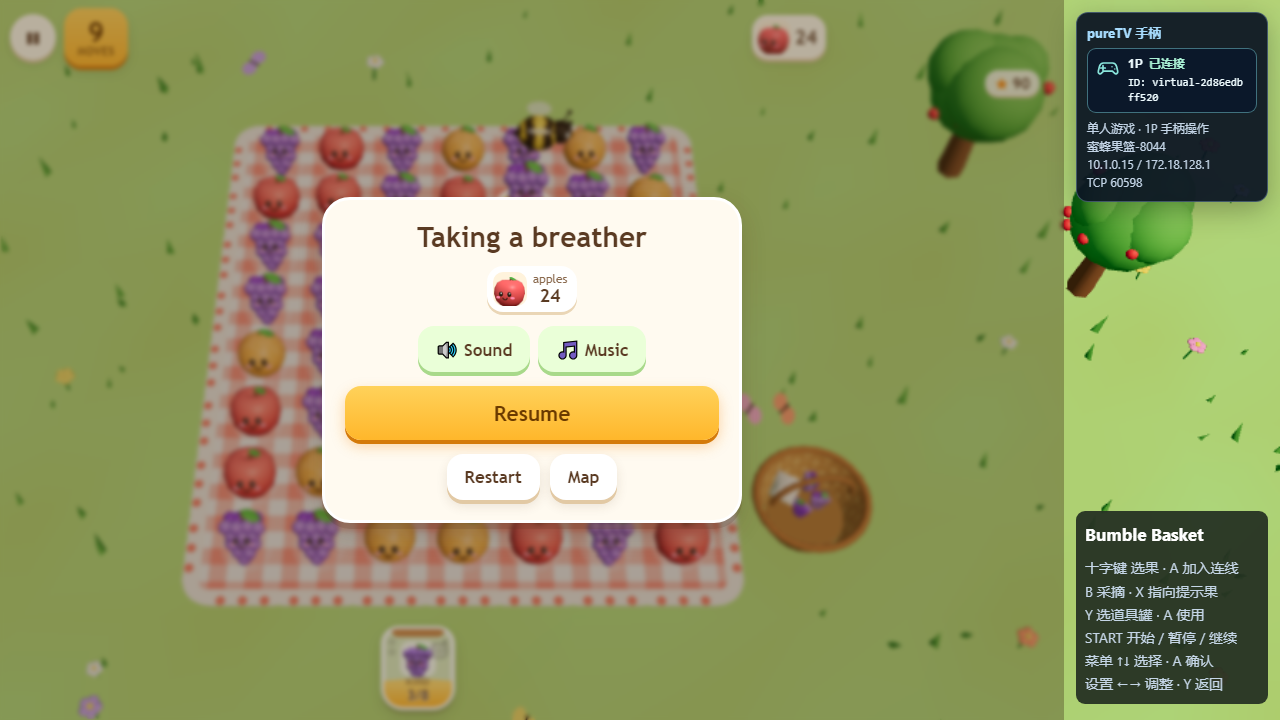 9
24
90
Taking a breather
apples
24
Sound
Music
Resume
Restart
Map
pureTV 手柄
1P 已连接
ID: virtual-2d86edb
ff520
单人游戏 · 1P 手柄操作
蜜蜂果篮-8044
10.1.0.15 / 172.18.128.1
TCP 60598
Bumble Basket
十字键 选果 · A 加入连线
B 采摘 · X 指向提示果
Y 选道具罐 · A 使用
START 开始 / 暂停 / 继续
菜单 ↑↓ 选择 · A 确认
设置 ←→ 调整 · Y 返回